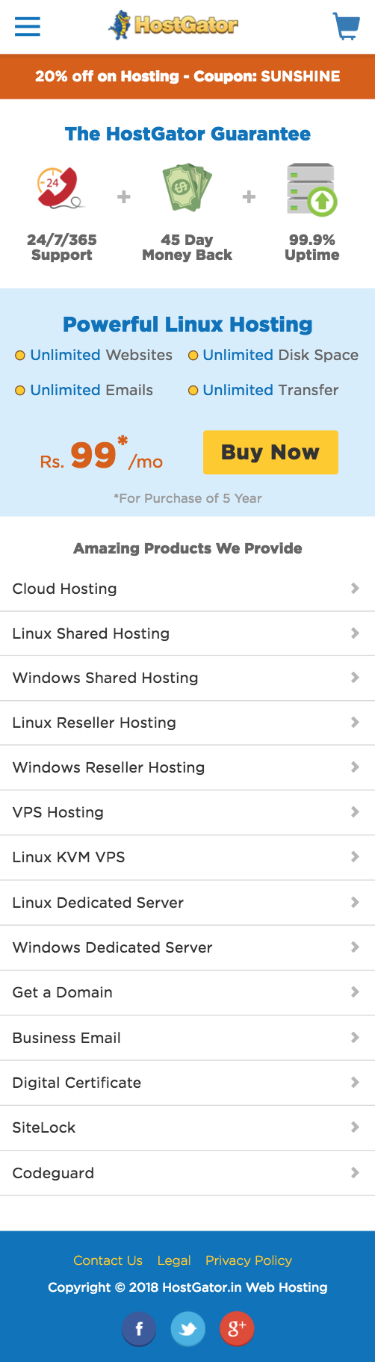 HostGator
20% off on Hosting - Coupon: SUNSHINE
The HostGator Guarantee
24
+
+
24/7/365
Support
45 Day
Money Back
99.9%
Uptime
Powerful Linux Hosting
Unlimited Websites
Unlimited Disk Space
Unlimited Emails
Unlimited Transfer
Rs. 99*/mo
Buy Now
*For Purchase of 5 Year
Amazing Products We Provide
Cloud Hosting
Linux Shared Hosting
Windows Shared Hosting
Linux Reseller Hosting
Windows Reseller Hosting
VPS Hosting
Linux KVM VPS
Linux Dedicated Server
Windows Dedicated Server
Get a Domain
Business Email
Digital Certificate
SiteLock
Codeguard
Contact Us Legal Privacy Policy
Copyright © 2018 HostGator.in Web Hosting
f
g+